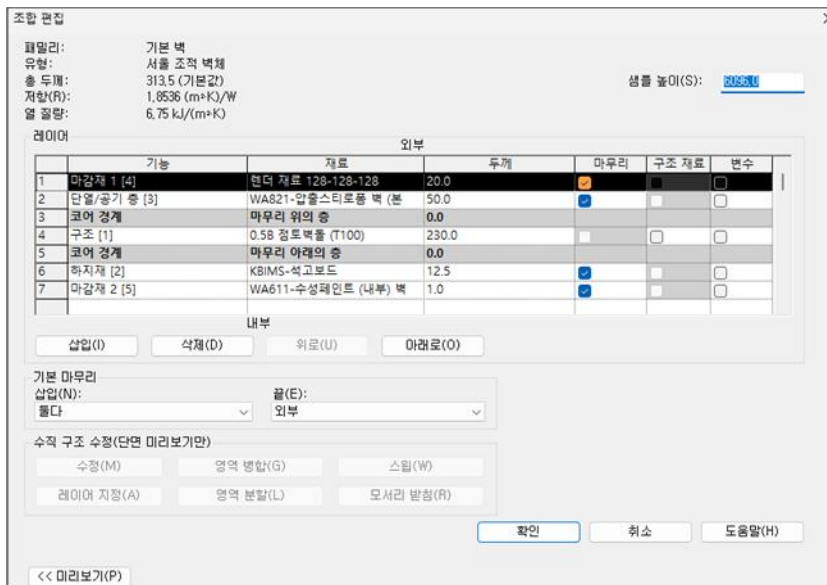 조합 편집
패밀리: 기본 벽
유형: 서울 조적 벽체
총 두께: 313,5 (기본값) 샘플 높이(S): 6096,0
저항(R): 1,8536 (m²·K)/W
열 질량: 6,75 kJ/(m²·K)
레이어
외부
기능 재료 두께 마무리 구조 재료 변수
1 마감재 1 [4] 렌더 재료 128-128-128 20.0
2 단열/공기 층 [3] WA821-압출스티로폼 벽 (본 50.0
3 코어 경계 마무리 위의 층 0.0
4 구조 [1] 0.5B 점토벽돌 (T100) 230.0
5 코어 경계 마무리 아래의 층 0.0
6 하지재 [2] KBIMS-석고보드 12.5
7 마감재 2 [5] WA611-수성페인트 (내부) 벽 1.0
내부
삽입(I) 삭제(D) 위로(U) 아래로(O)
기본 마무리
삽입(N): 끝(E):
둘다 외부
수직 구조 수정(단면 미리보기만)
수정(M) 영역 병합(G) 스윕(W)
레이어 지정(A) 영역 분할(L) 모서리 받침(R)
확인 취소 도움말(H)
<< 미리보기(P)